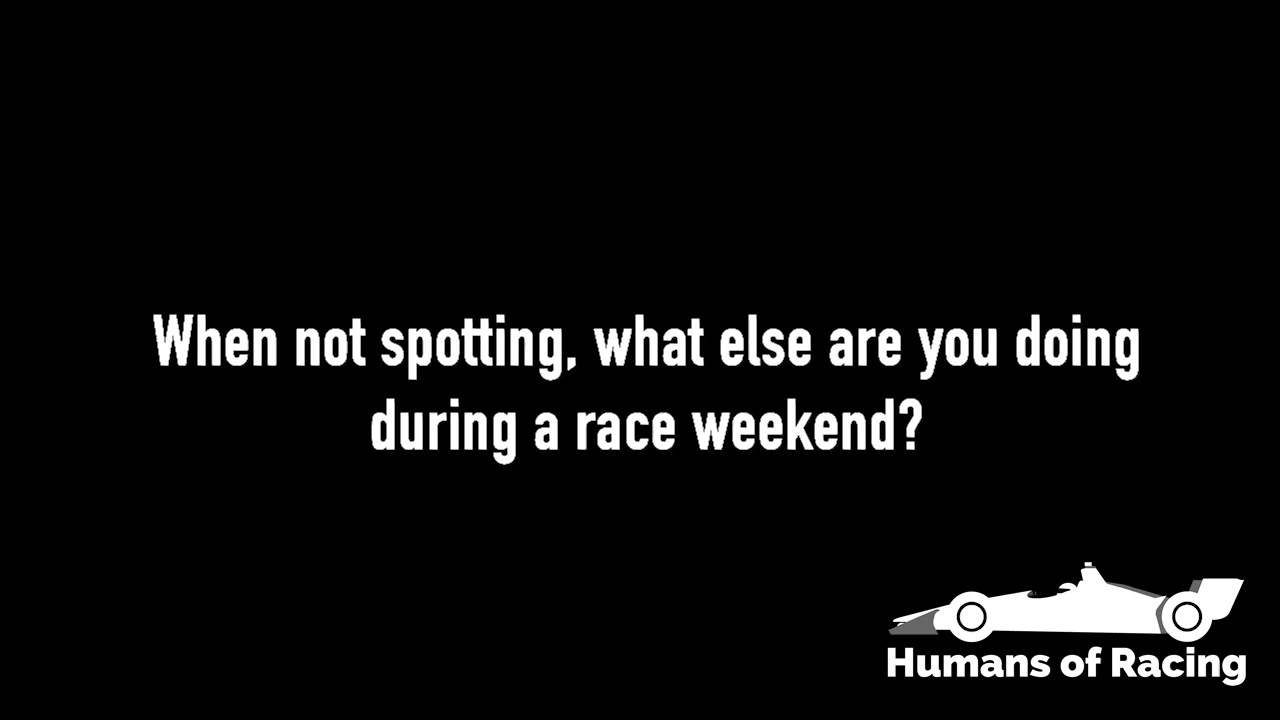 When not spotting, what else are you doing
during a race weekend?
Humans of Racing